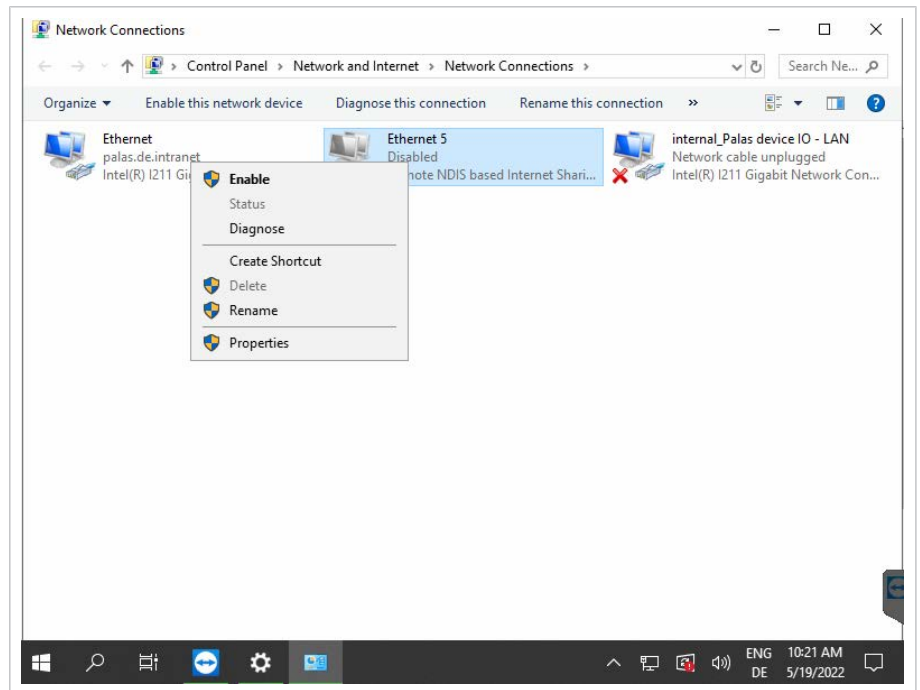 Network Connections
Control Panel > Network and Internet > Network Connections >
Search Ne...
Organize Enable this network device Diagnose this connection Rename this connection »
Ethernet
palas.de.intranet
Intel(R) I211
Ethernet 5
Disabled
NDIS based Internet Shari...
internal_Palas device IO - LAN
Network cable unplugged
Intel(R) I211 Gigabit Network Con...
Enable
Status
Diagnose
Create Shortcut
Delete
Rename
Properties
ENG
DE
10:21 AM
5/19/2022